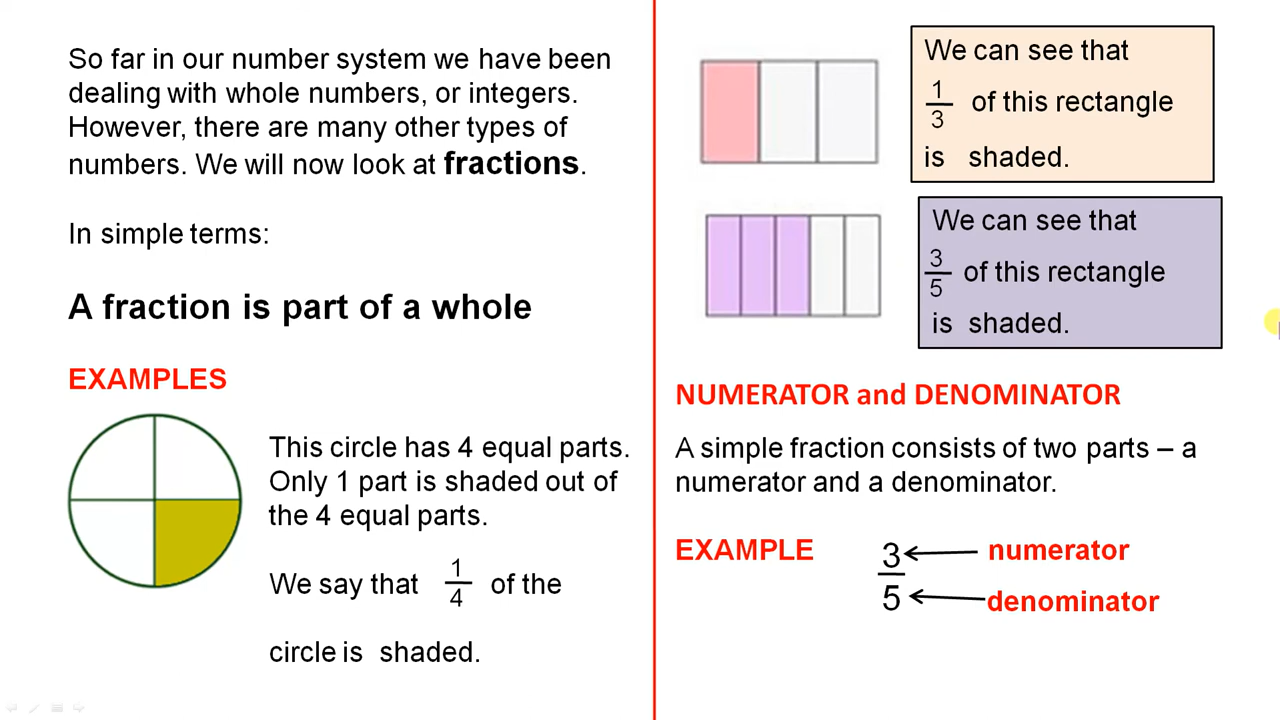 So far in our number system we have been
dealing with whole numbers, or integers.
However, there are many other types of
numbers. We will now look at fractions.
In simple terms:
A fraction is part of a whole
EXAMPLES
This circle has 4 equal parts.
Only 1 part is shaded out of
the 4 equal parts.
We say that 1/4 of the
circle is shaded.
We can see that
1/3 of this rectangle
is shaded.
We can see that
3/5 of this rectangle
is shaded.
NUMERATOR and DENOMINATOR
A simple fraction consists of two parts – a
numerator and a denominator.
EXAMPLE
3 numerator
5 denominator